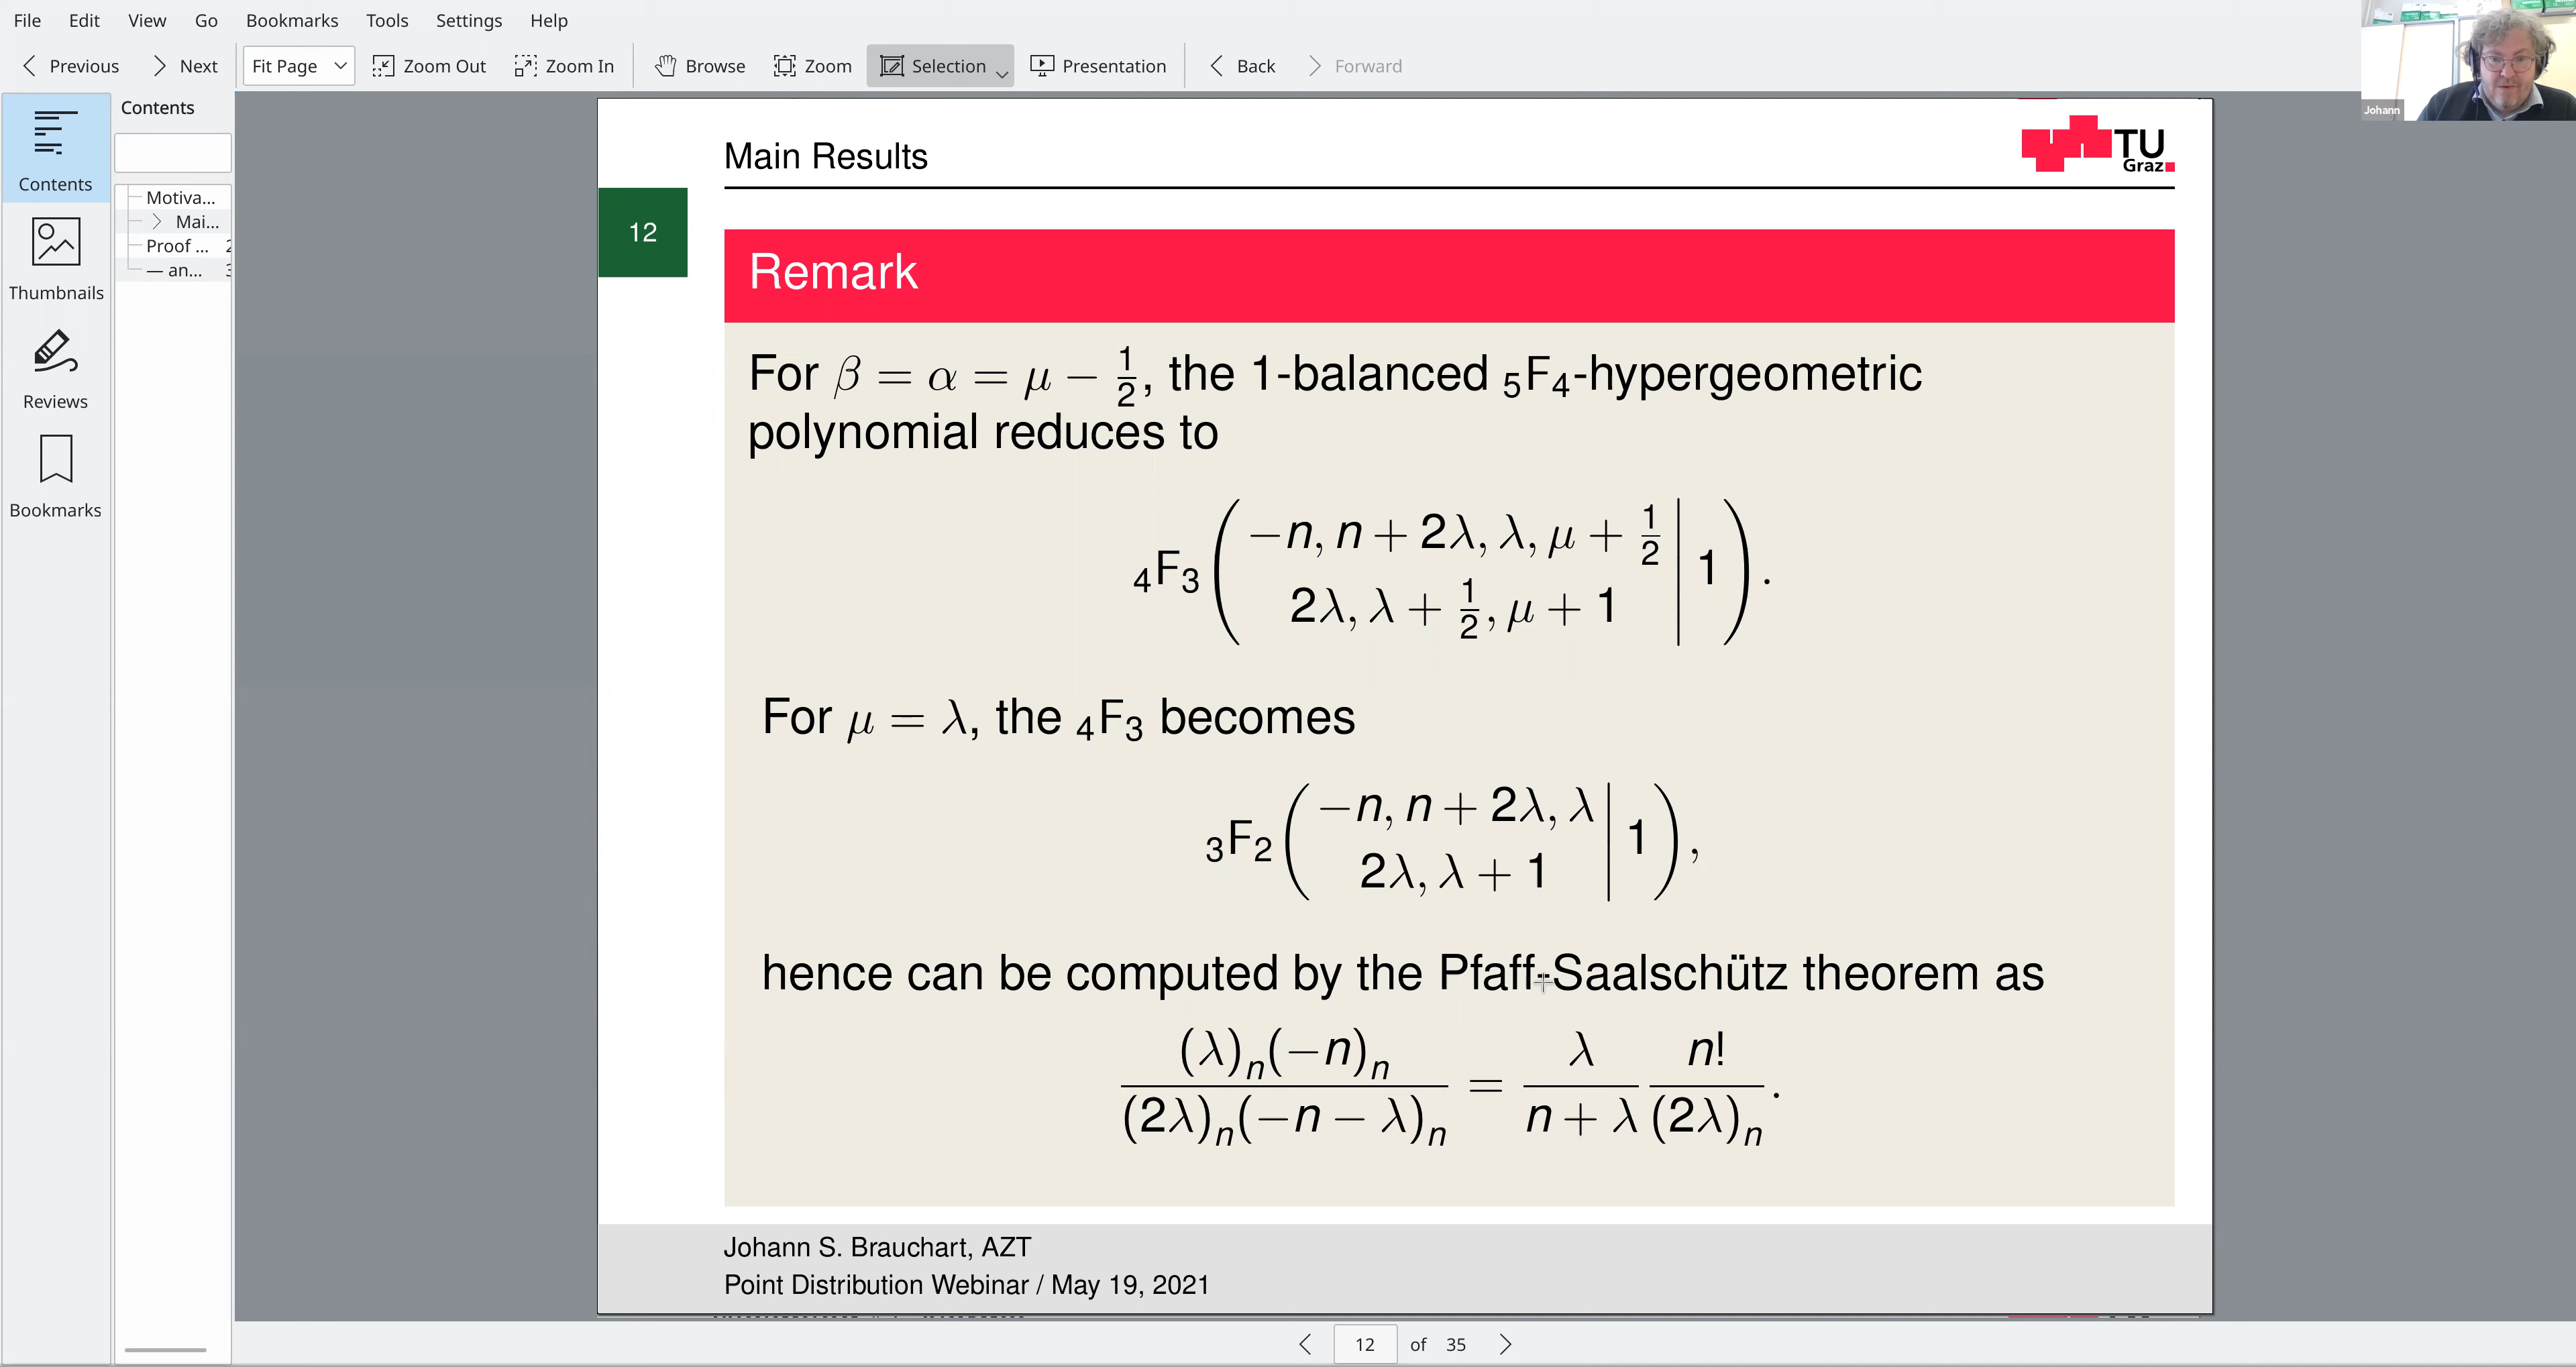 File Edit View Go Bookmarks Tools Settings Help
Previous Next Fit Page Zoom Out Zoom In Browse Zoom Selection Presentation Back Forward
Johann
Contents
Thumbnails
Reviews
Bookmarks
Contents
Motiva...
Mai...
Proof ... 2
— an... 3
Main Results
TU
Graz
12
Remark
For β = α = μ − 1/2, the 1-balanced ₅F₄-hypergeometric
polynomial reduces to
₄F₃(−n, n + 2λ, λ, μ + 1/2
2λ, λ + 1/2, μ + 1 | 1).
For μ = λ, the ₄F₃ becomes
₃F₂(−n, n + 2λ, λ
2λ, λ + 1 | 1),
hence can be computed by the Pfaff-Saalschütz theorem as
(λ)ₙ(−n)ₙ / (2λ)ₙ(−n − λ)ₙ = λ / (n + λ) n! / (2λ)ₙ.
Johann S. Brauchart, AZT
Point Distribution Webinar / May 19, 2021
12 of 35